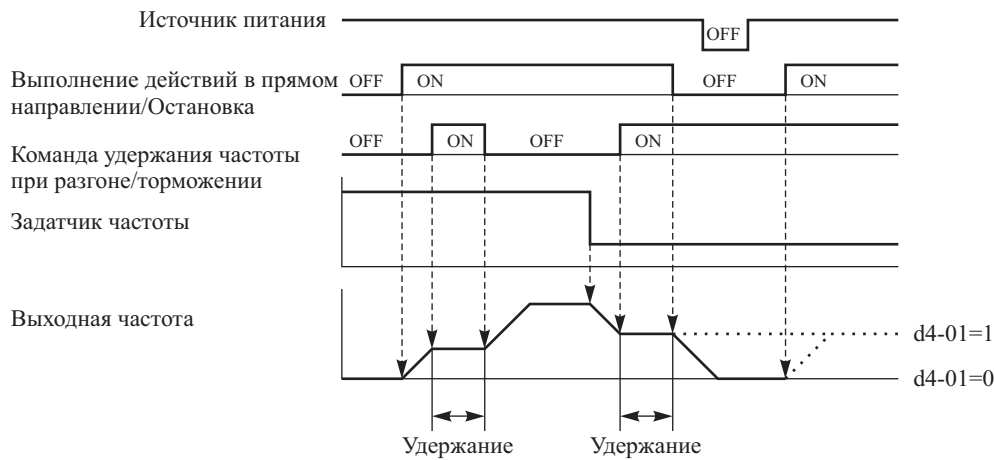 Источник питания
OFF
Выполнение действий в прямом
направлении/Остановка
OFF ON OFF ON
Команда удержания частоты
при разгоне/торможении
OFF ON OFF ON
Задатчик частоты
Выходная частота
d4-01=1
d4-01=0
Удержание Удержание